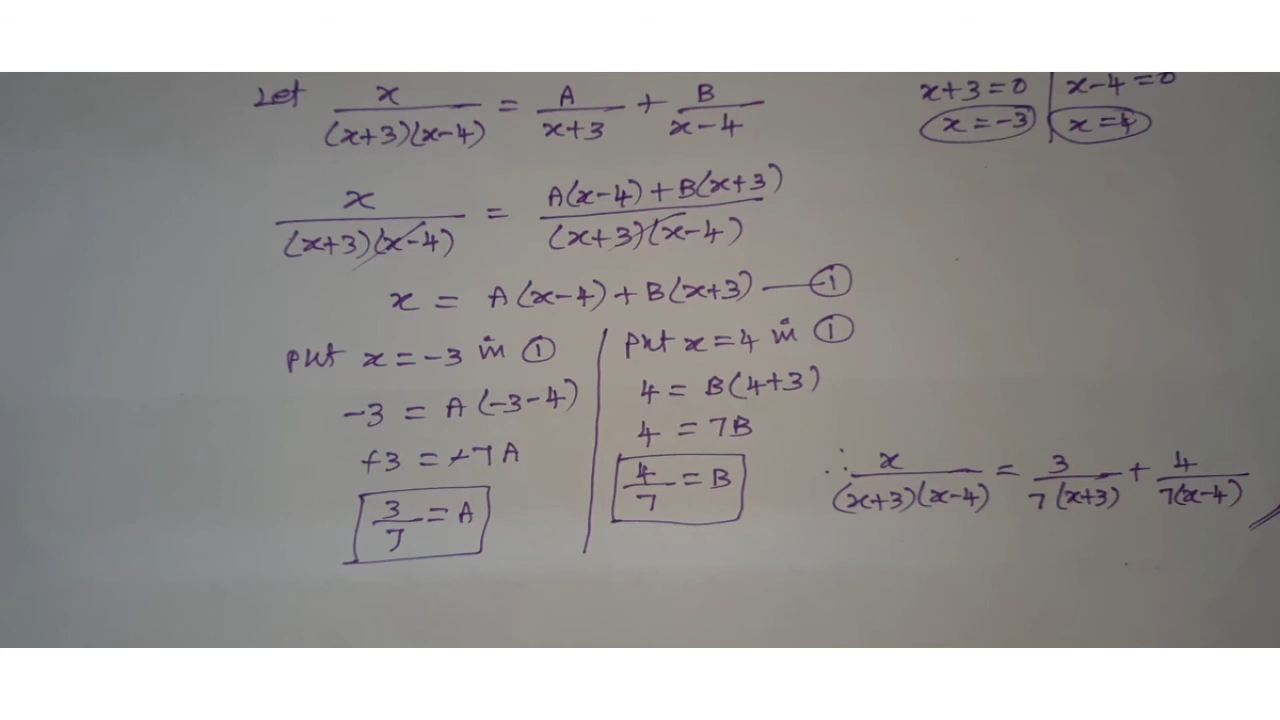 Let x/((x+3)(x-4)) = A/(x+3) + B/(x-4)
x+3=0 | x-4=0
x=-3 | x=4
x/((x+3)(x-4)) = (A(x-4)+B(x+3))/((x+3)(x-4))
x = A(x-4)+B(x+3) — ①
put x=-3 in ①
-3 = A(-3-4)
+3 = +7A
3/7 = A
put x=4 in ①
4 = B(4+3)
4 = 7B
4/7 = B
∴ x/((x+3)(x-4)) = 3/(7(x+3)) + 4/(7(x-4))